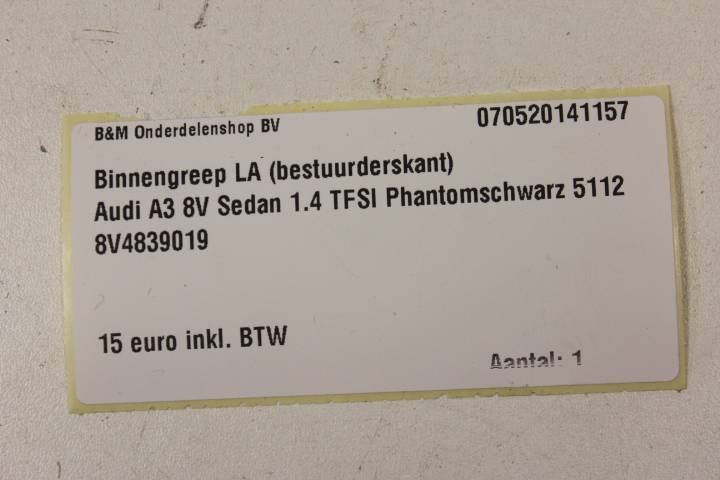 B&M Onderdelenshop BV 070520141157
Binnengreep LA (bestuurderskant)
Audi A3 8V Sedan 1.4 TFSI Phantomschwarz 5112
8V4839019
15 euro inkl. BTW
Aantal: 1